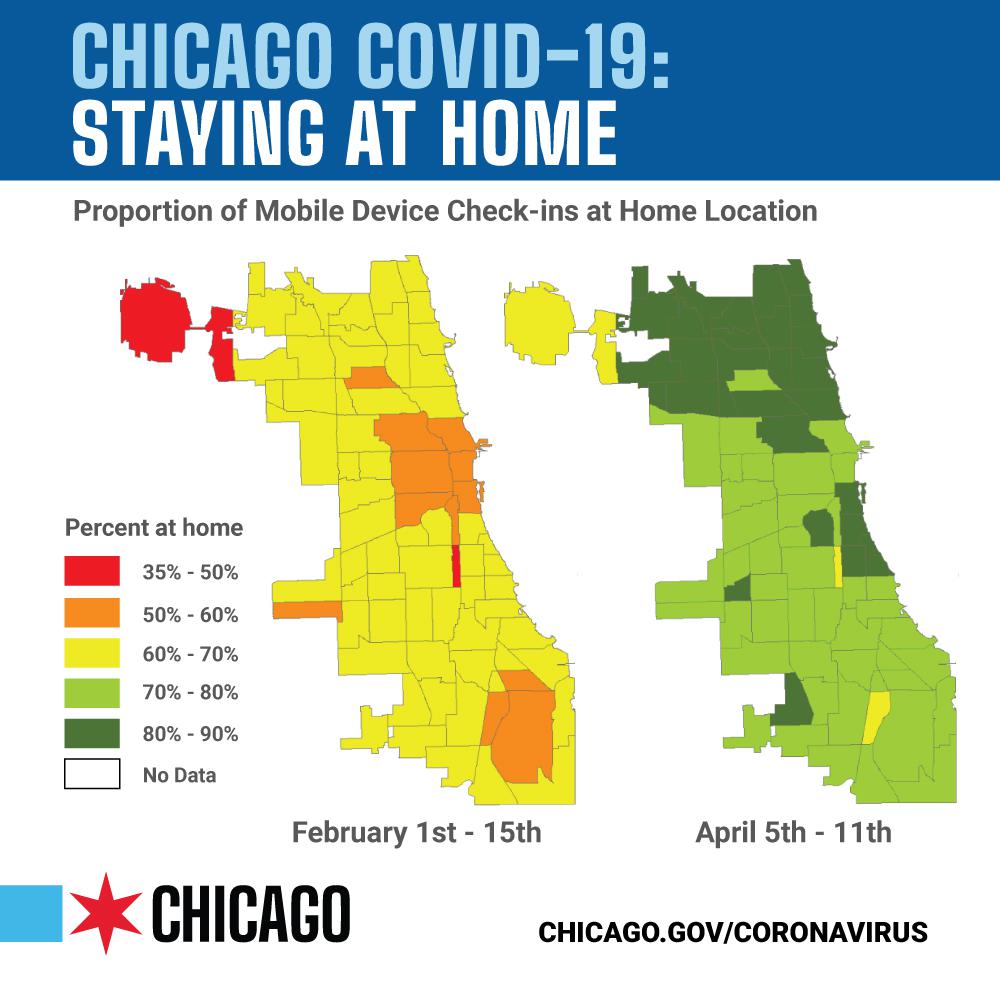 CHICAGO COVID-19:
STAYING AT HOME
Proportion of Mobile Device Check-ins at Home Location
Percent at home
35% - 50%
50% - 60%
60% - 70%
70% - 80%
80% - 90%
No Data
February 1st - 15th
April 5th - 11th
CHICAGO
CHICAGO.GOV/CORONAVIRUS